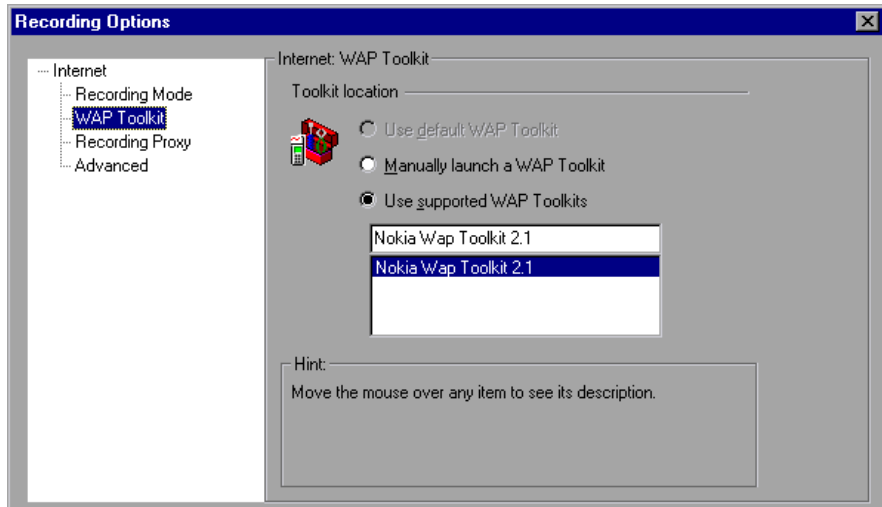 Recording Options
Internet
Recording Mode
WAP Toolkit
Recording Proxy
Advanced
Internet: WAP Toolkit
Toolkit location
Use default WAP Toolkit
Manually launch a WAP Toolkit
Use supported WAP Toolkits
Nokia Wap Toolkit 2.1
Nokia Wap Toolkit 2.1
Hint:
Move the mouse over any item to see its description.